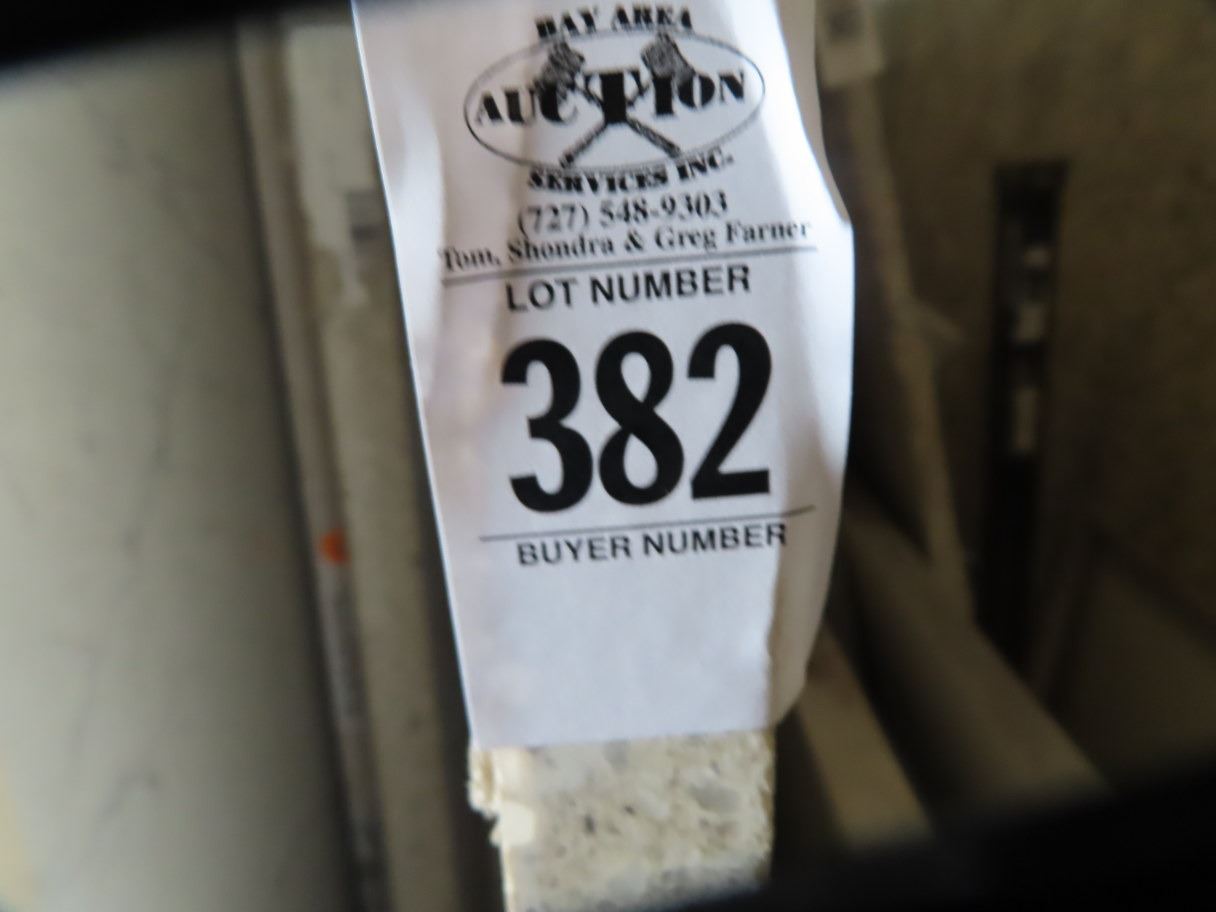 BAY AREA
AUCTION
SERVICES INC.
(727) 548-9303
Tom, Shondra & Greg Farner
LOT NUMBER
382
BUYER NUMBER